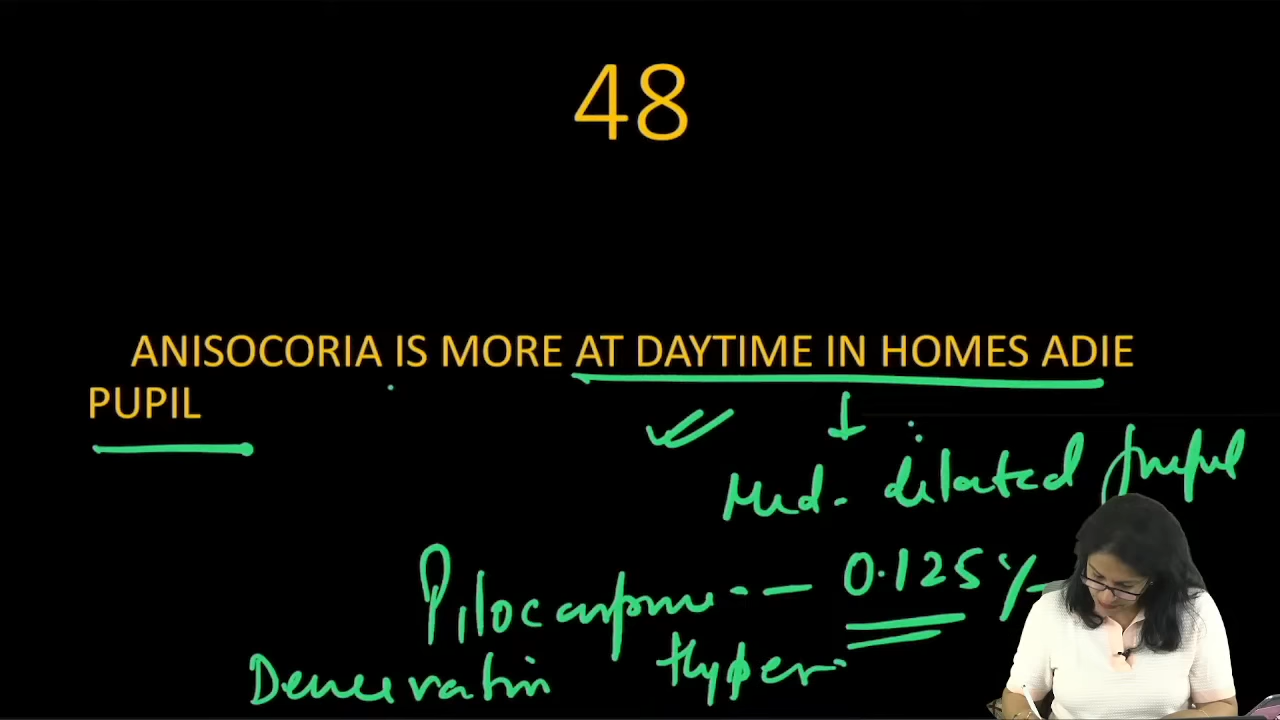 48
ANISOCORIA IS MORE AT DAYTIME IN HOMES ADIE
PUPIL
Mid. dilated pupil
Pilocarpine -- 0.125%
Denervation Hyper-